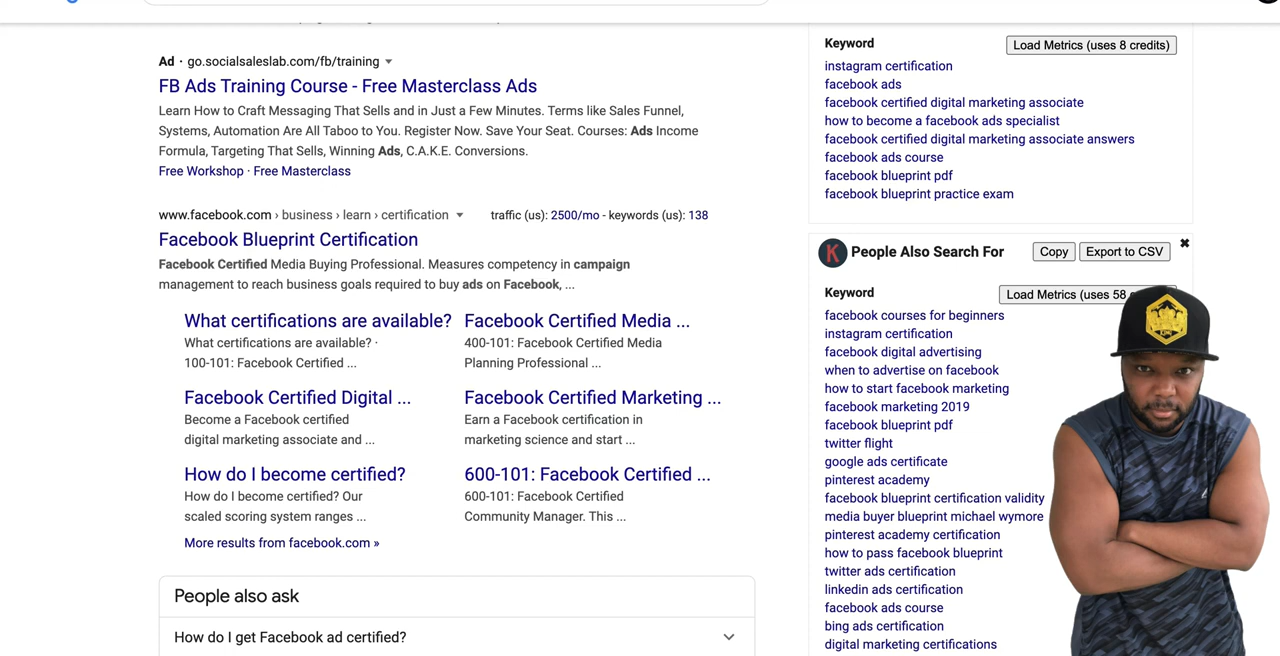 Ad · go.socialsaleslab.com/fb/training
FB Ads Training Course - Free Masterclass Ads
Learn How to Craft Messaging That Sells and in Just a Few Minutes. Terms like Sales Funnel,
Systems, Automation Are All Taboo to You. Register Now. Save Your Seat. Courses: Ads Income
Formula, Targeting That Sells, Winning Ads, C.A.K.E. Conversions.
Free Workshop · Free Masterclass
www.facebook.com › business › learn › certification
traffic (us): 2500/mo - keywords (us): 138
Facebook Blueprint Certification
Facebook Certified Media Buying Professional. Measures competency in campaign
management to reach business goals required to buy ads on Facebook, ...
What certifications are available?
What certifications are available? ·
100-101: Facebook Certified ...
Facebook Certified Media ...
400-101: Facebook Certified Media
Planning Professional ...
Facebook Certified Digital ...
Become a Facebook certified
digital marketing associate and ...
Facebook Certified Marketing ...
Earn a Facebook certification in
marketing science and start ...
How do I become certified?
How do I become certified? Our
scaled scoring system ranges ...
600-101: Facebook Certified ...
600-101: Facebook Certified
Community Manager. This ...
More results from facebook.com »
People also ask
How do I get Facebook ad certified?
Keyword
Load Metrics (uses 8 credits)
instagram certification
facebook ads
facebook certified digital marketing associate
how to become a facebook ads specialist
facebook certified digital marketing associate answers
facebook ads course
facebook blueprint pdf
facebook blueprint practice exam
K
People Also Search For
Copy
Export to CSV
Keyword
Load Metrics (uses 58
facebook courses for beginners
instagram certification
facebook digital advertising
when to advertise on facebook
how to start facebook marketing
facebook marketing 2019
facebook blueprint pdf
twitter flight
google ads certificate
pinterest academy
facebook blueprint certification validity
media buyer blueprint michael wymore
pinterest academy certification
how to pass facebook blueprint
twitter ads certification
linkedin ads certification
facebook ads course
bing ads certification
digital marketing certifications